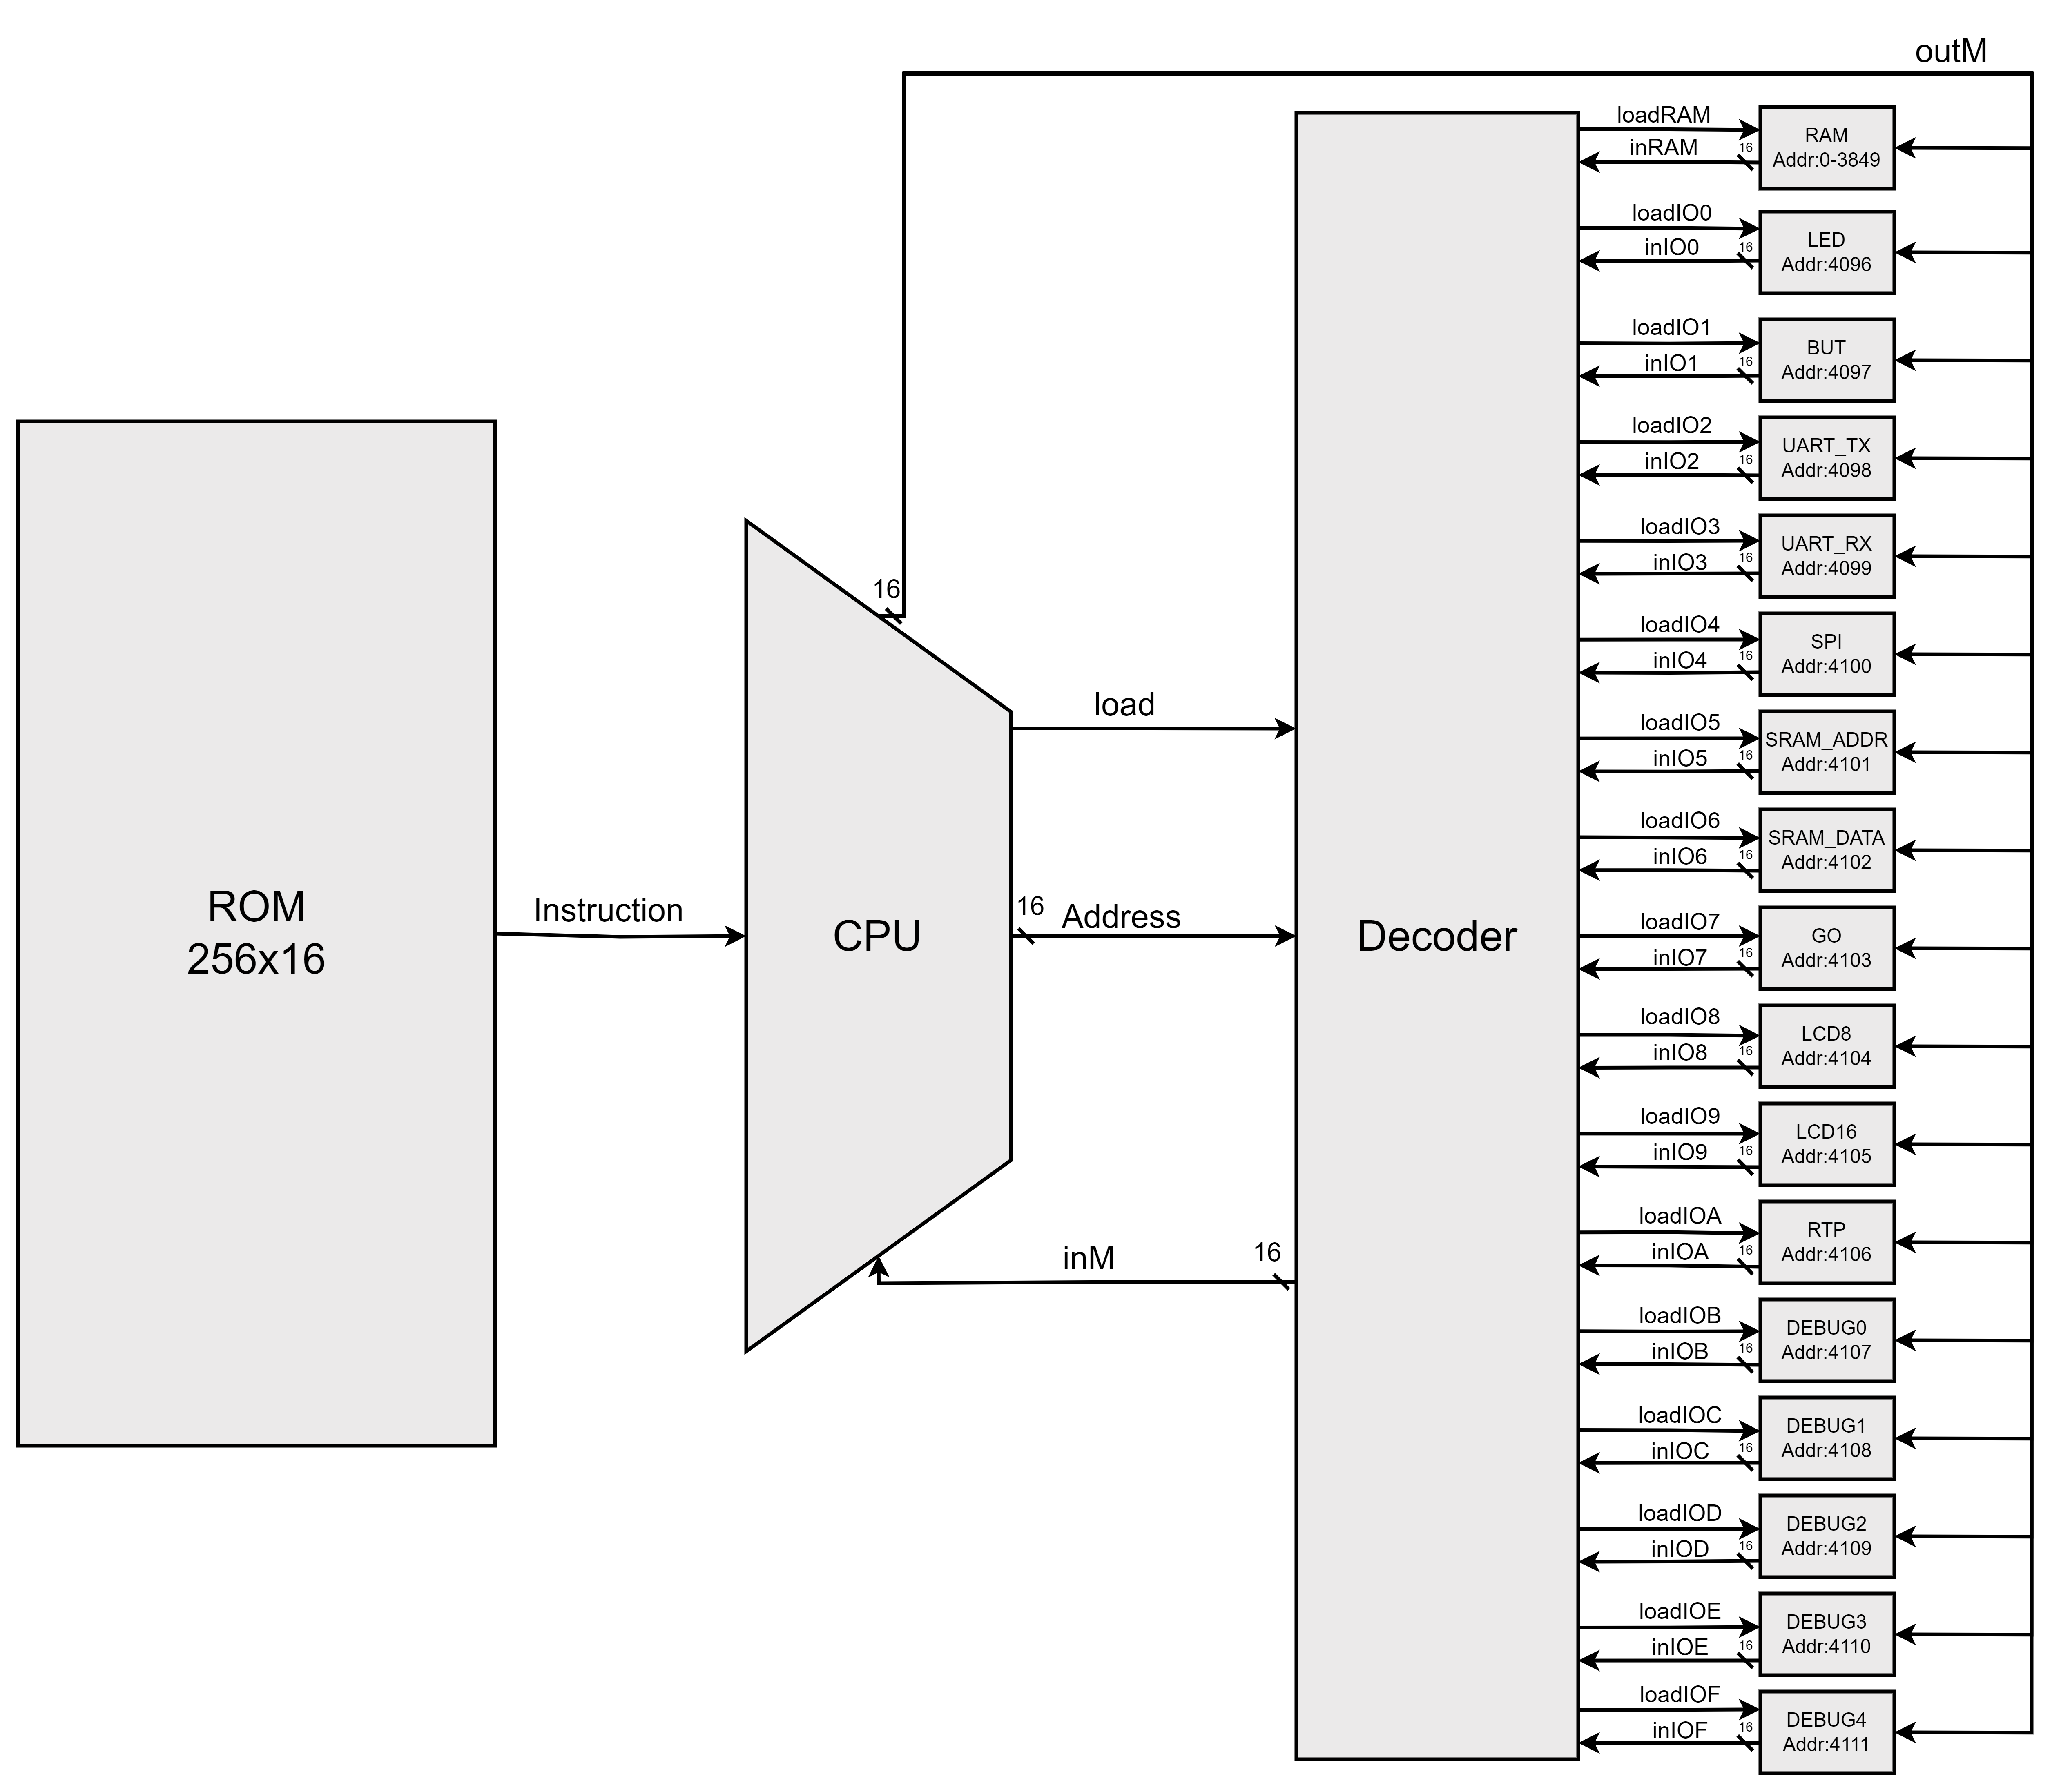 outM
loadRAM
inRAM
16
RAM
Addr:0-3849
loadIO0
inIO0
16
LED
Addr:4096
loadIO1
inIO1
16
BUT
Addr:4097
loadIO2
inIO2
16
UART_TX
Addr:4098
loadIO3
inIO3
16
UART_RX
Addr:4099
loadIO4
inIO4
16
SPI
Addr:4100
loadIO5
inIO5
16
SRAM_ADDR
Addr:4101
loadIO6
inIO6
16
SRAM_DATA
Addr:4102
loadIO7
inIO7
16
GO
Addr:4103
loadIO8
inIO8
16
LCD8
Addr:4104
loadIO9
inIO9
16
LCD16
Addr:4105
loadIOA
inIOA
16
RTP
Addr:4106
loadIOB
inIOB
16
DEBUG0
Addr:4107
loadIOC
inIOC
16
DEBUG1
Addr:4108
loadIOD
inIOD
16
DEBUG2
Addr:4109
loadIOE
inIOE
16
DEBUG3
Addr:4110
loadIOF
inIOF
16
DEBUG4
Addr:4111
ROM
256x16
Instruction
CPU
16
load
16
Address
inM
16
Decoder